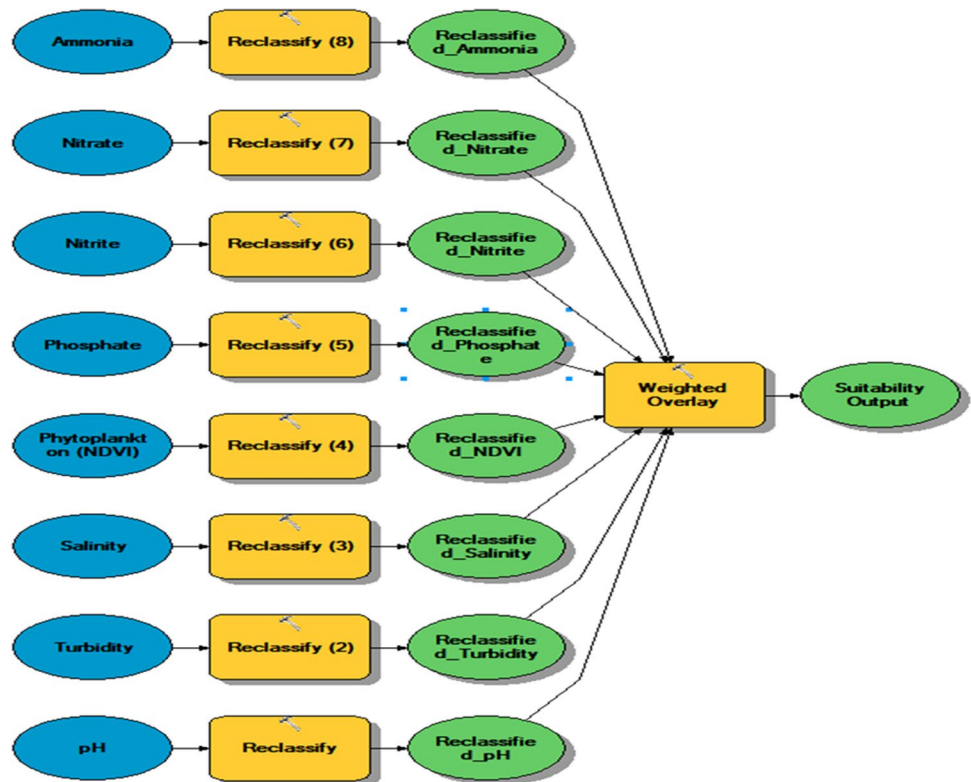 Ammonia
Reclassify (8)
Reclassifie
d_Ammonia
Nitrate
Reclassify (7)
Reclassifie
d_Nitrate
Nitrite
Reclassify (6)
Reclassifie
d_Nitrite
Phosphate
Reclassify (5)
Reclassifie
d_Phosphat
e
Phytoplankt
on (NDVI)
Reclassify (4)
Reclassifie
d_NDVI
Salinity
Reclassify (3)
Reclassifie
d_Salinity
Turbidity
Reclassify (2)
Reclassifie
d_Turbidity
pH
Reclassify
Reclassifie
d_pH
Weighted
Overlay
Suitability
Output